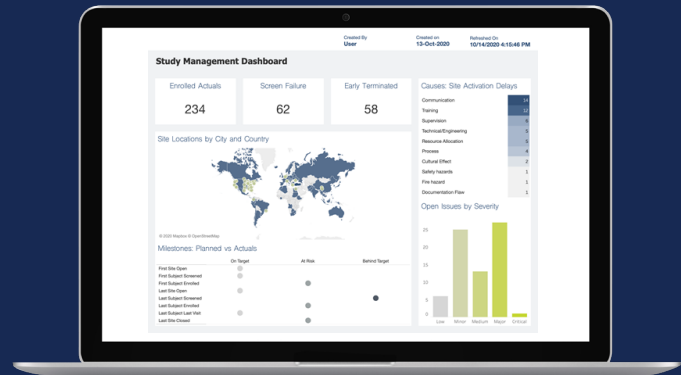 Created By
User
Created on
13-Oct-2020
Refreshed On
10/14/2020 4:15:46 PM
Study Management Dashboard
Enrolled Actuals
234
Screen Failure
62
Early Terminated
58
Site Locations by City and Country
© 2020 Mapbox © OpenStreetMap
Milestones: Planned vs Actuals
On Target At Risk Behind Target
First Site Open
First Subject Screened
First Subject Enrolled
Last Site Open
Last Subject Screened
Last Subject Enrolled
Last Subject Last Visit
Last Site Closed
Causes: Site Activation Delays
Communication 14
Training 12
Supervision
Technical/Engineering 5
Resource Allocation 5
Process 4
Cultural Effect 2
Safety hazards 1
Fire hazard 1
Documentation Flaw 1
Open Issues by Severity
25
20
15
10
5
0
Low Minor Medium Major Critical